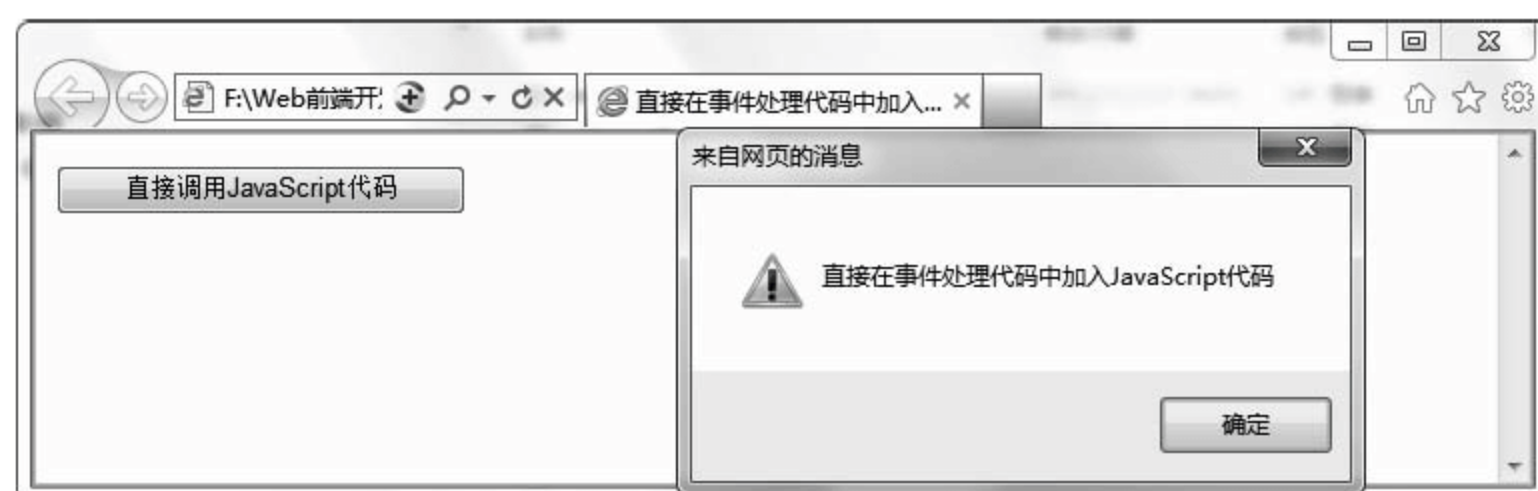 F:\Web前端开
直接在事件处理代码中加入...
来自网页的消息
直接调用JavaScript代码
直接在事件处理代码中加入JavaScript代码
确定